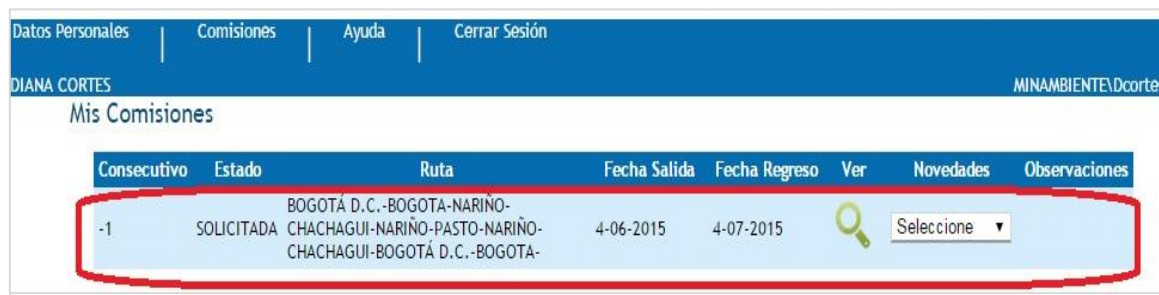 Datos Personales Comisiones Ayuda Cerrar Sesión
DIANA CORTES MINAMBIENTE\Dcorte
Mis Comisiones
Consecutivo Estado Ruta Fecha Salida Fecha Regreso Ver Novedades Observaciones
BOGOTÁ D.C.-BOGOTA-NARIÑO-
-1 SOLICITADA CHACHAGUI-NARIÑO-PASTO-NARIÑO- 4-06-2015 4-07-2015 Seleccione
CHACHAGUI-BOGOTÁ D.C.-BOGOTA-